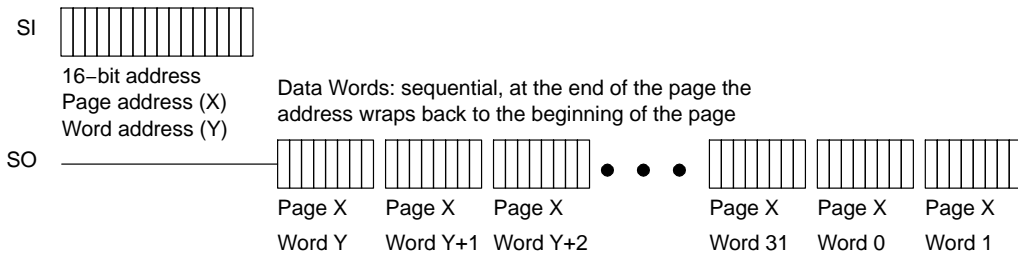 SI
16−bit address
Page address (X)
Word address (Y)
Data Words: sequential, at the end of the page the
address wraps back to the beginning of the page
SO
Page X Page X Page X Page X Page X Page X
Word Y Word Y+1 Word Y+2 Word 31 Word 0 Word 1